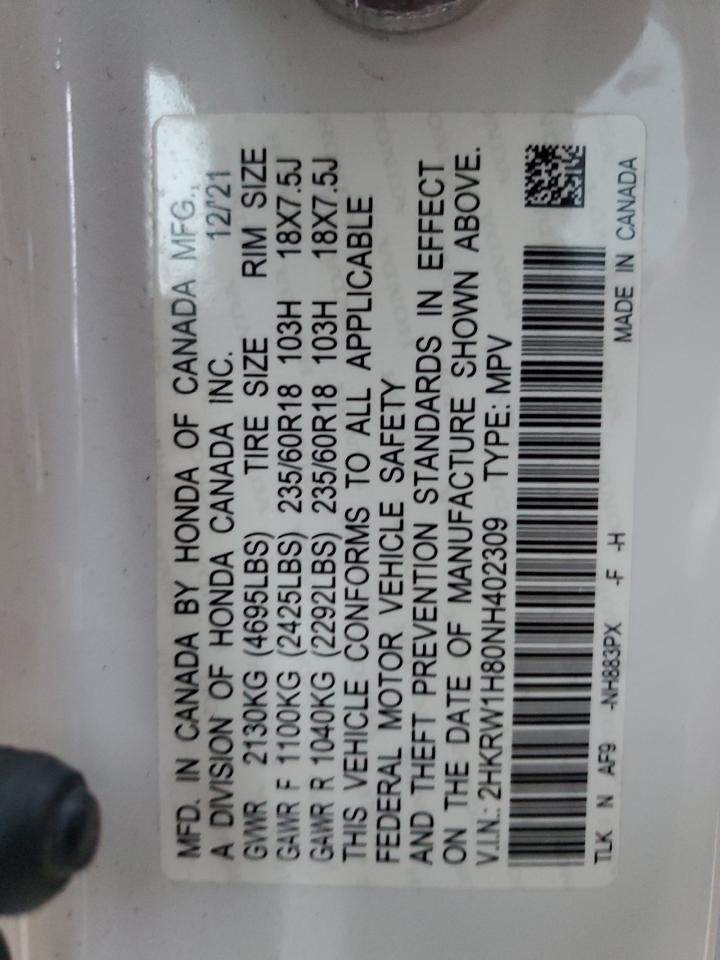 MFD. IN CANADA BY HONDA OF CANADA MFG.,
A DIVISION OF HONDA CANADA INC. 12/21
GVWR 2130KG (4695LBS) TIRE SIZE RIM SIZE
GAWR F 1100KG (2425LBS) 235/60R18 103H 18X7.5J
GAWR R 1040KG (2292LBS) 235/60R18 103H 18X7.5J
THIS VEHICLE CONFORMS TO ALL APPLICABLE
FEDERAL MOTOR VEHICLE SAFETY
AND THEFT PREVENTION STANDARDS IN EFFECT
ON THE DATE OF MANUFACTURE SHOWN ABOVE.
V.I.N.: 2HKRW1H80NH402309 TYPE: MPV
TLK N AF9 -NH883PX -F -H
MADE IN CANADA